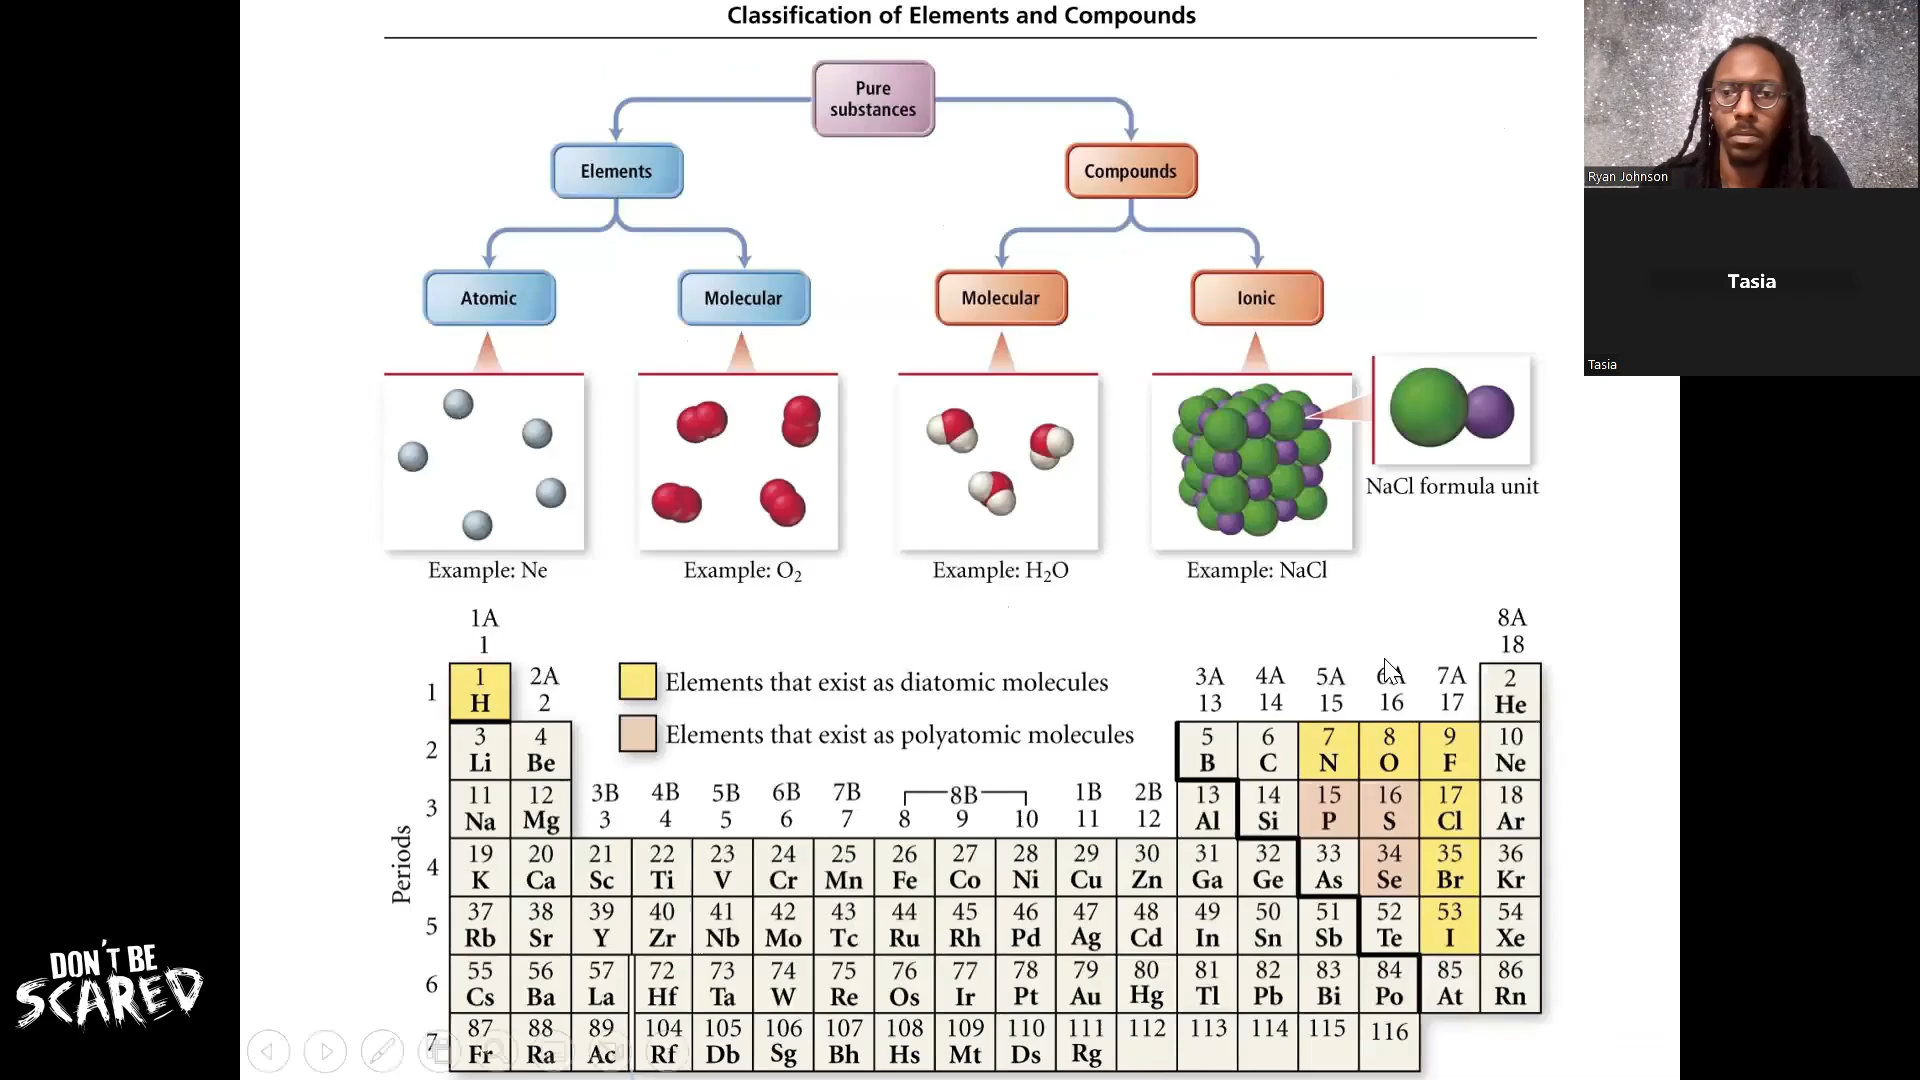 Classification of Elements and Compounds
Pure
substances
Elements
Compounds
Atomic
Molecular
Molecular
Ionic
NaCl formula unit
Example: Ne
Example: O₂
Example: H₂O
Example: NaCl
1A
1
8A
18
2A
2
3A 4A 5A 6A 7A
13 14 15 16 17
Elements that exist as diatomic molecules
Elements that exist as polyatomic molecules
3B 4B 5B 6B 7B 8B 1B 2B
3 4 5 6 7 8 9 10 11 12
Periods
1
1 2
H He
2
3 4 5 6 7 8 9 10
Li Be B C N O F Ne
3
11 12 13 14 15 16 17 18
Na Mg Al Si P S Cl Ar
4
19 20 21 22 23 24 25 26 27 28 29 30 31 32 33 34 35 36
K Ca Sc Ti V Cr Mn Fe Co Ni Cu Zn Ga Ge As Se Br Kr
5
37 38 39 40 41 42 43 44 45 46 47 48 49 50 51 52 53 54
Rb Sr Y Zr Nb Mo Tc Ru Rh Pd Ag Cd In Sn Sb Te I Xe
6
55 56 57 72 73 74 75 76 77 78 79 80 81 82 83 84 85 86
Cs Ba La Hf Ta W Re Os Ir Pt Au Hg Tl Pb Bi Po At Rn
7
87 88 89 104 105 106 107 108 109 110 111 112 113 114 115 116
Fr Ra Ac Rf Db Sg Bh Hs Mt Ds Rg
Ryan Johnson
Tasia
Tasia
DON'T BE
SCARED